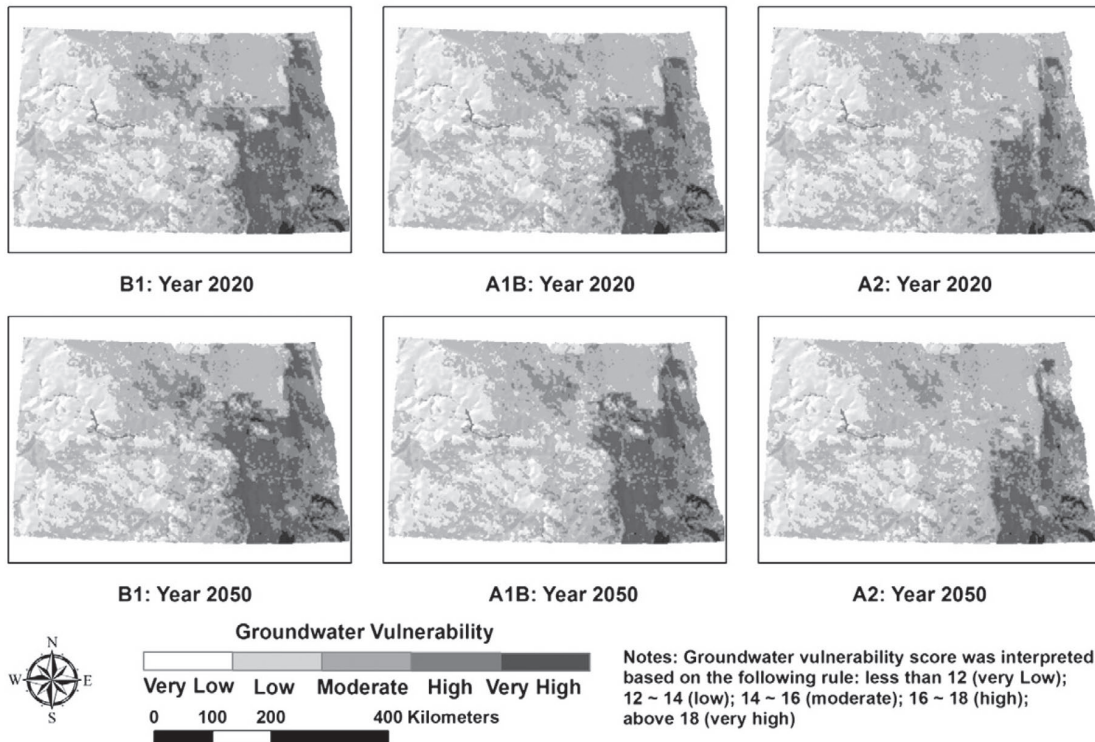 B1: Year 2020
A1B: Year 2020
A2: Year 2020
B1: Year 2050
A1B: Year 2050
A2: Year 2050
N
W
E
S
Groundwater Vulnerability
Very Low
Low
Moderate
High
Very High
0
100
200
400 Kilometers
Notes: Groundwater vulnerability score was interpreted
based on the following rule: less than 12 (very Low);
12 ~ 14 (low); 14 ~ 16 (moderate); 16 ~ 18 (high);
above 18 (very high)